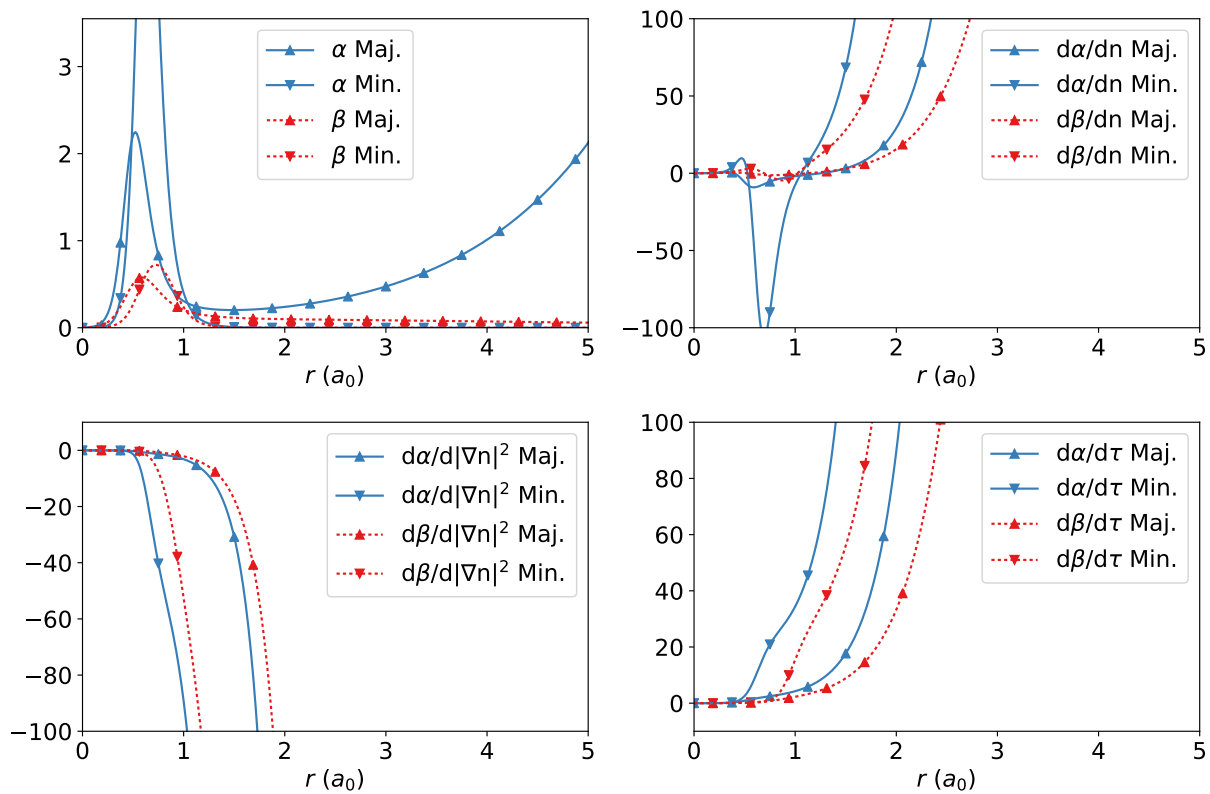 3
2
1
0
α Maj.
α Min.
β Maj.
β Min.
0 1 2 3 4 5
r (a₀)
100
50
0
−50
−100
dα/dn Maj.
dα/dn Min.
dβ/dn Maj.
dβ/dn Min.
0 1 2 3 4 5
r (a₀)
0
−20
−40
−60
−80
−100
dα/d|∇n|² Maj.
dα/d|∇n|² Min.
dβ/d|∇n|² Maj.
dβ/d|∇n|² Min.
0 1 2 3 4 5
r (a₀)
100
80
60
40
20
0
dα/dτ Maj.
dα/dτ Min.
dβ/dτ Maj.
dβ/dτ Min.
0 1 2 3 4 5
r (a₀)